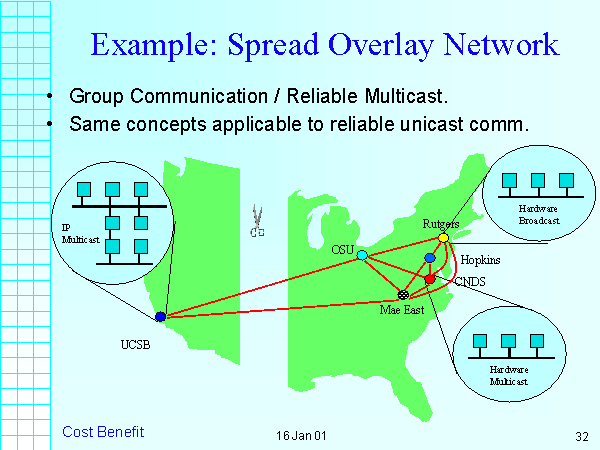 Example: Spread Overlay Network
• Group Communication / Reliable Multicast.
• Same concepts applicable to reliable unicast comm.
IP
Multicast
Hardware
Broadcast
Rutgers
OSU
Hopkins
CNDS
Mae East
UCSB
Hardware
Multicast
Cost Benefit
16 Jan 01
32